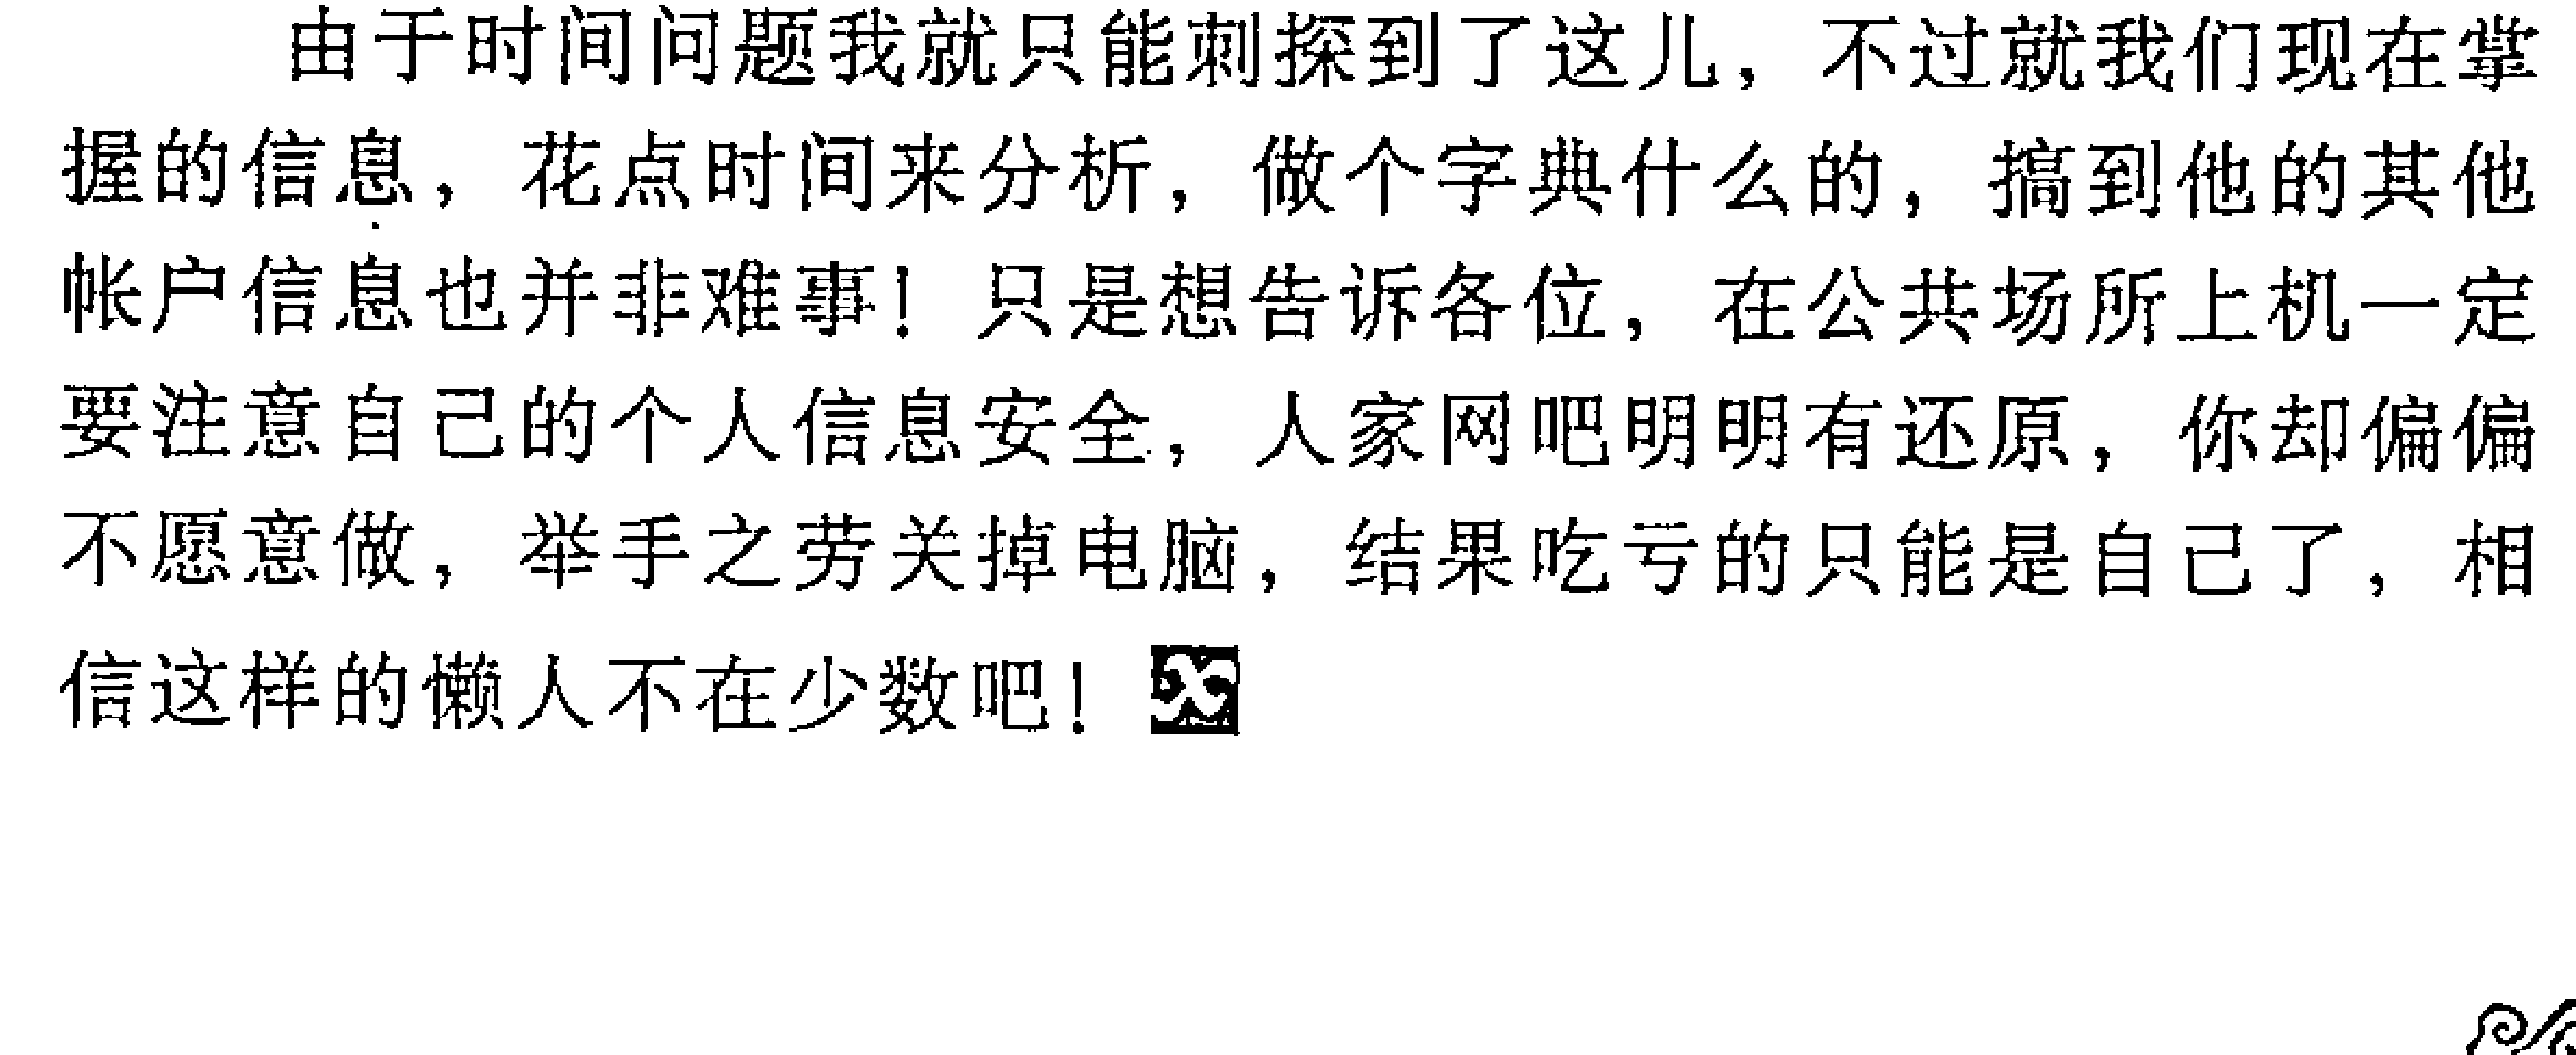 由于时间问题我就只能刺探到了这儿，不过就我们现在掌
握的信息，花点时间来分析，做个字典什么的，搞到他的其他
帐户信息也并非难事！只是想告诉各位，在公共场所上机一定
要注意自己的个人信息安全，人家网吧明明有还原，你却偏偏
不愿意做，举手之劳关掉电脑，结果吃亏的只能是自己了，相
信这样的懒人不在少数吧！